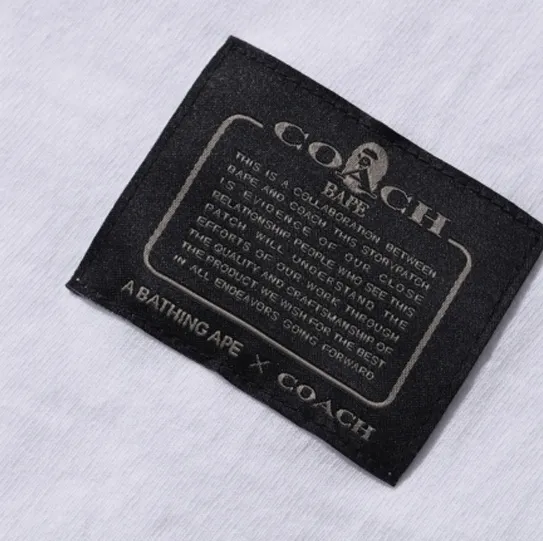 COACH
BAPE
THIS IS A COLLABORATION BETWEEN
BAPE AND COACH THIS STORYPATCH
IS EVIDENCE OF OUR CLOSE
RELATIONSHIP PEOPLE WHO SEE THIS
PATCH WILL UNDERSTAND THE
EFFORTS OF OUR WORK THROUGH
THE QUALITY AND CRAFTSMANSHIP OF
THE PRODUCT WE WISH FOR THE BEST
IN ALL ENDEAVORS GOING FORWARD
A BATHING APE X COACH